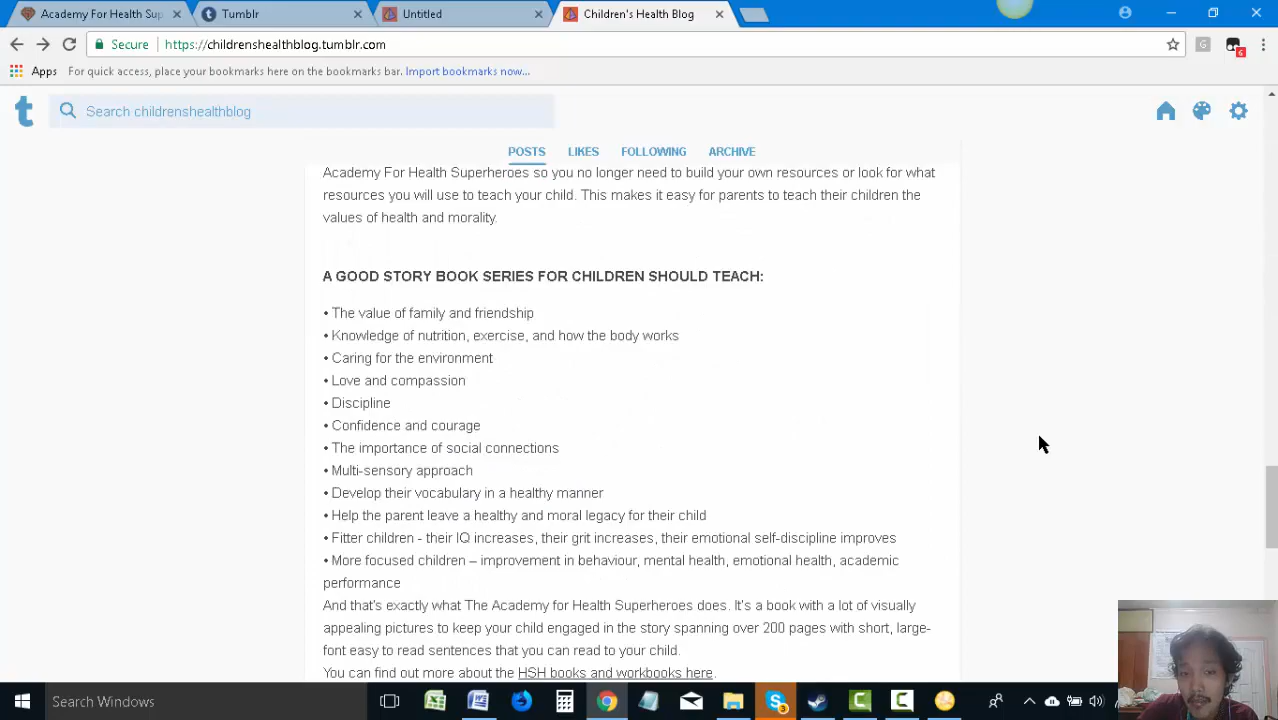 Academy For Health Sup
Tumblr
Untitled
Children's Health Blog
Secure
https://childrenshealthblog.tumblr.com
G
6
Apps
For quick access, place your bookmarks here on the bookmarks bar. Import bookmarks now...
t
Search childrenshealthblog
POSTS
LIKES
FOLLOWING
ARCHIVE
Academy For Health Superheroes so you no longer need to build your own resources or look for what
resources you will use to teach your child. This makes it easy for parents to teach their children the
values of health and morality.
A GOOD STORY BOOK SERIES FOR CHILDREN SHOULD TEACH:
• The value of family and friendship
• Knowledge of nutrition, exercise, and how the body works
• Caring for the environment
• Love and compassion
• Discipline
• Confidence and courage
• The importance of social connections
• Multi-sensory approach
• Develop their vocabulary in a healthy manner
• Help the parent leave a healthy and moral legacy for their child
• Fitter children - their IQ increases, their grit increases, their emotional self-discipline improves
• More focused children – improvement in behaviour, mental health, emotional health, academic
performance
And that's exactly what The Academy for Health Superheroes does. It's a book with a lot of visually
appealing pictures to keep your child engaged in the story spanning over 200 pages with short, large-
font easy to read sentences that you can read to your child.
You can find out more about the HSH books and workbooks here.
Search Windows
3